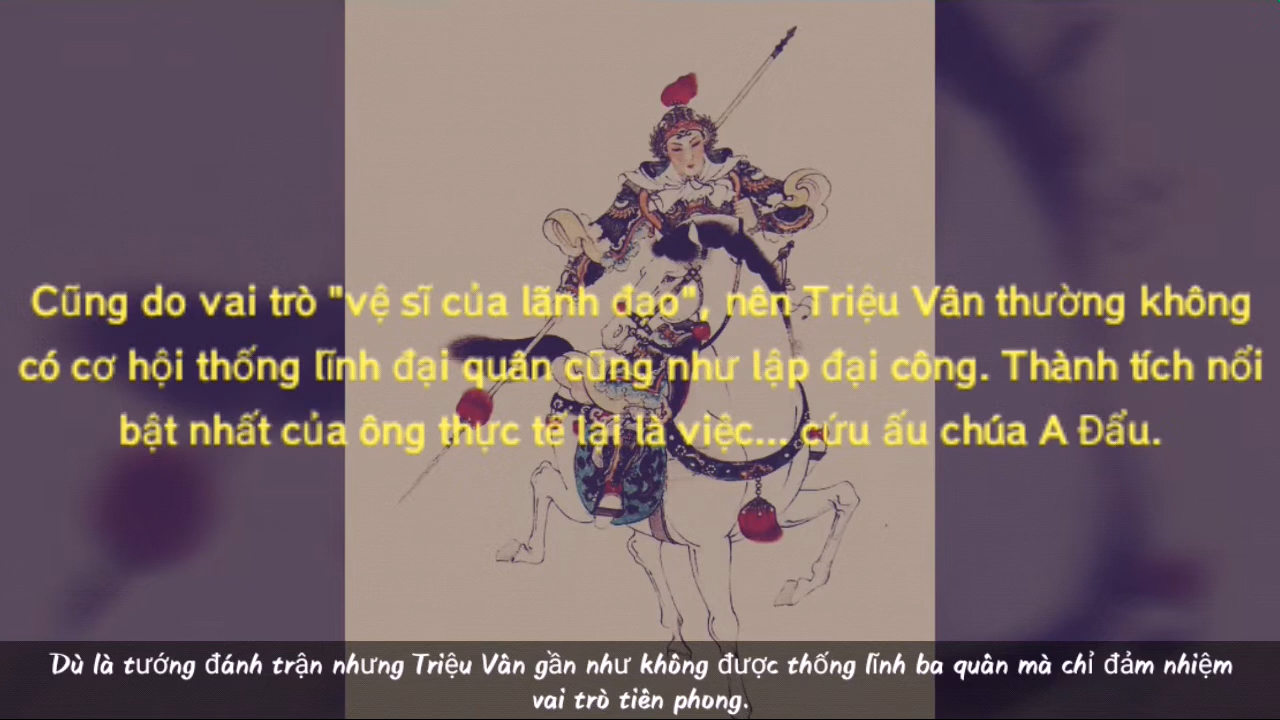 Cũng do vai trò "vệ sĩ của lãnh đạo", nên Triệu Vân thường không
có cơ hội thống lĩnh đại quân cũng như lập đại công. Thành tích nổi
bật nhất của ông thực tế lại là việc... cứu ấu chúa A Đẩu.
Dù là tướng đánh trận nhưng Triệu Vân gần như không được thống lĩnh ba quân mà chỉ đảm nhiệm
vai trò tiên phong.